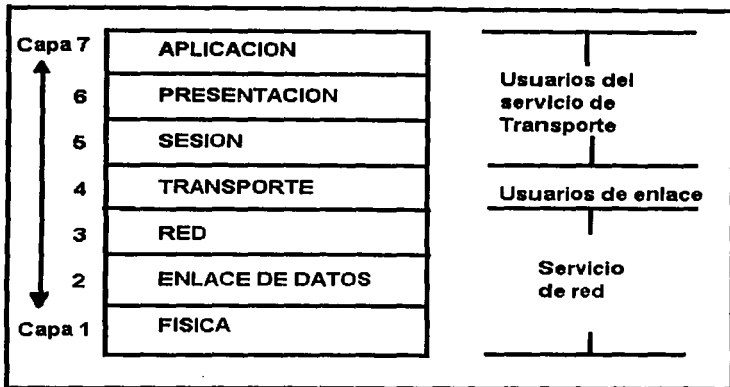 Capa 7 APLICACION
6 PRESENTACION
5 SESION
4 TRANSPORTE
3 RED
2 ENLACE DE DATOS
Capa 1 FISICA
Usuarios del
servicio de
Transporte
Usuarios de enlace
Servicio
de red